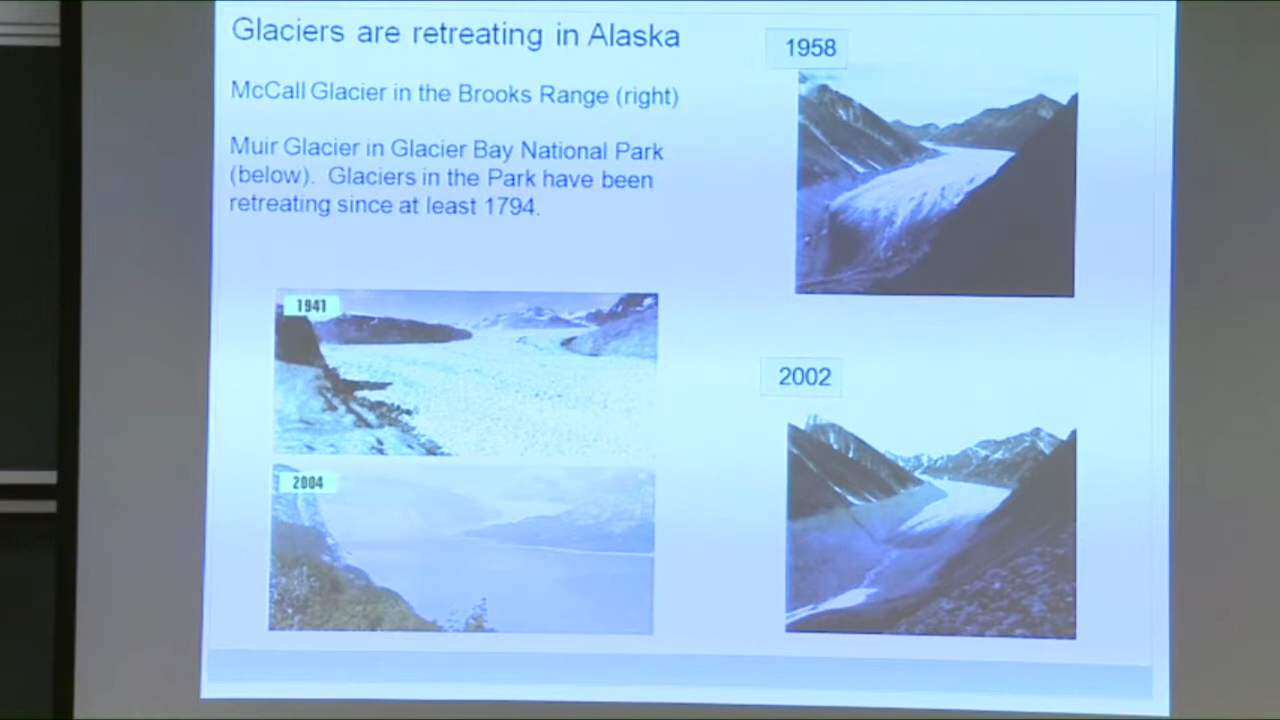 Glaciers are retreating in Alaska
McCall Glacier in the Brooks Range (right)
Muir Glacier in Glacier Bay National Park
(below). Glaciers in the Park have been
retreating since at least 1794.
1958
1941
2002
2004